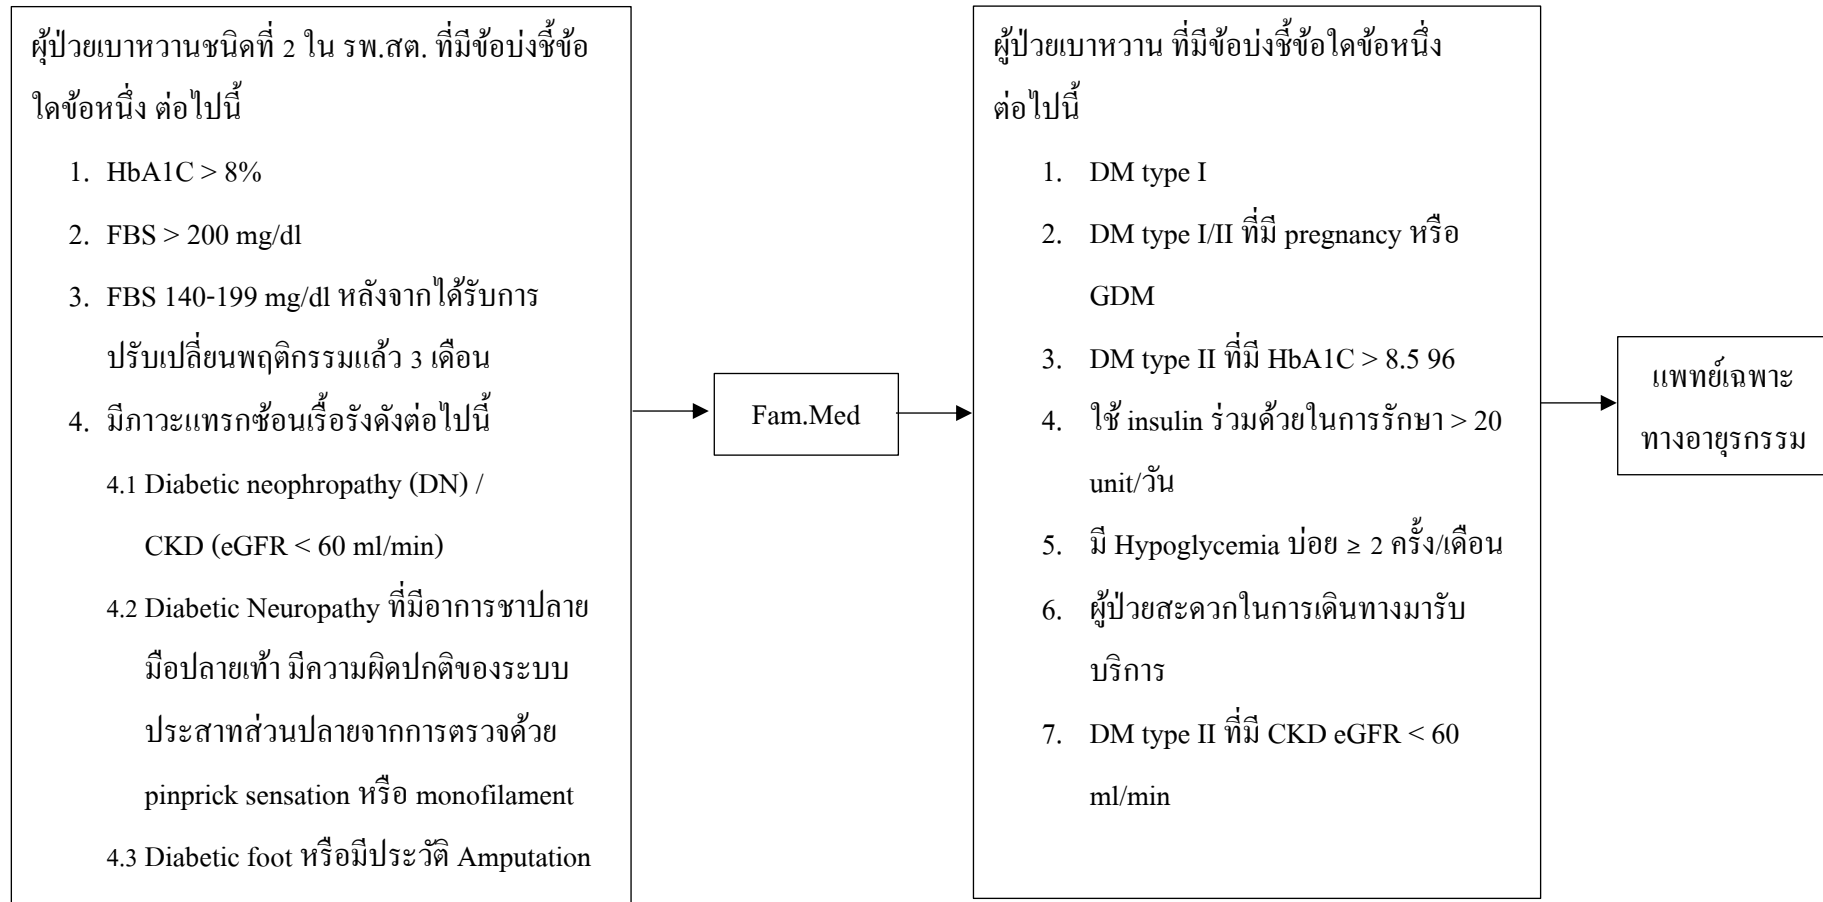 ผู้ป่วยเบาหวานชนิดที่ 2 ใน รพ.สต. ที่มีข้อบ่งชี้ข้อ
ใดข้อหนึ่ง ต่อไปนี้
1. HbA1C > 8%
2. FBS > 200 mg/dl
3. FBS 140-199 mg/dl หลังจากได้รับการ
ปรับเปลี่ยนพฤติกรรมแล้ว 3 เดือน
4. มีภาวะแทรกซ้อนเรื้อรังดังต่อไปนี้
4.1 Diabetic neophropathy (DN) /
CKD (eGFR < 60 ml/min)
4.2 Diabetic Neuropathy ที่มีอาการชาปลาย
มือปลายเท้า มีความผิดปกติของระบบ
ประสาทส่วนปลายจากการตรวจด้วย
pinprick sensation หรือ monofilament
4.3 Diabetic foot หรือมีประวัติ Amputation
Fam.Med
ผู้ป่วยเบาหวาน ที่มีข้อบ่งชี้ข้อใดข้อหนึ่ง
ต่อไปนี้
1. DM type I
2. DM type I/II ที่มี pregnancy หรือ
GDM
3. DM type II ที่มี HbA1C > 8.5 96
4. ใช้ insulin ร่วมด้วยในการรักษา > 20
unit/วัน
5. มี Hypoglycemia บ่อย ≥ 2 ครั้ง/เดือน
6. ผู้ป่วยสะดวกในการเดินทางมารับ
บริการ
7. DM type II ที่มี CKD eGFR < 60
ml/min
แพทย์เฉพาะ
ทางอายุรกรรม